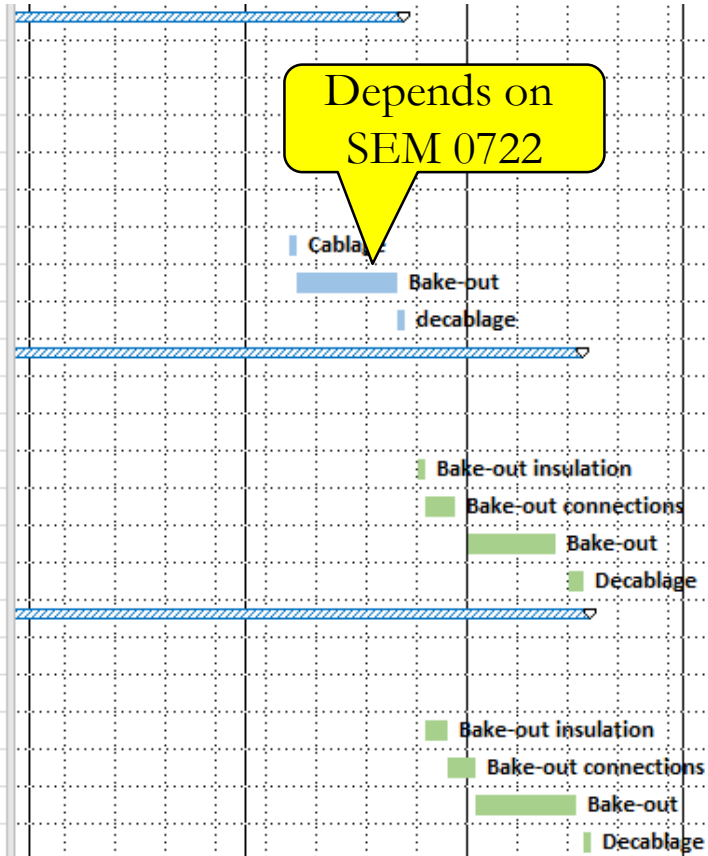 Depends on
SEM 0722
Cablage
Bake-out
decablage
Bake-out insulation
Bake-out connections
Bake-out
Decablage
Bake-out insulation
Bake-out connections
Bake-out
Decablage